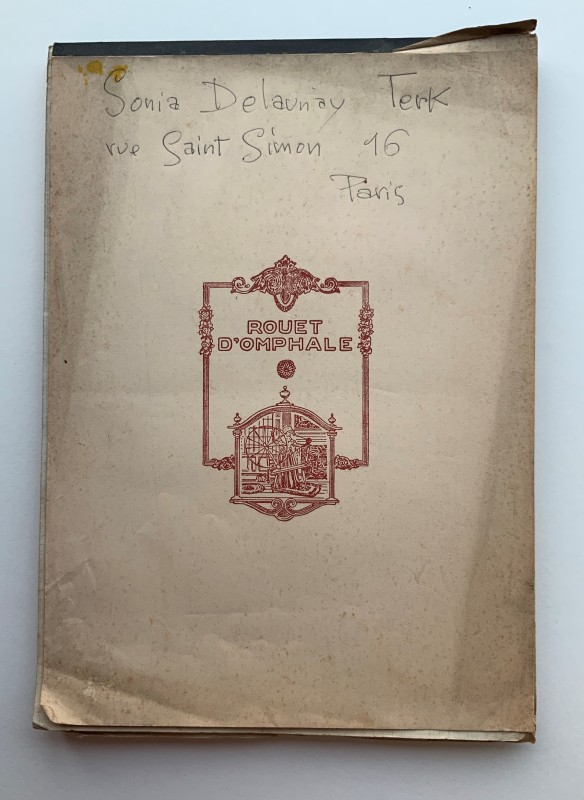 Sonia Delaunay Terk
rue Saint Simon 16
Paris
ROUET
D'OMPHALE